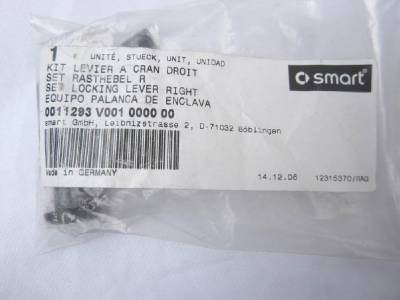 1 UNITÉ, STUECK, UNIT, UNIDAD
KIT LEVIER A CRAN DROIT
SET RASTHEBEL R
SET LOCKING LEVER RIGHT
EQUIPO PALANCA DE ENCLAVA
0011293 V001 0000 00
smart GmbH, Leibnizstrasse 2, D-71032 Böblingen
smart
Made in GERMANY
14.12.06
12315370/RAG